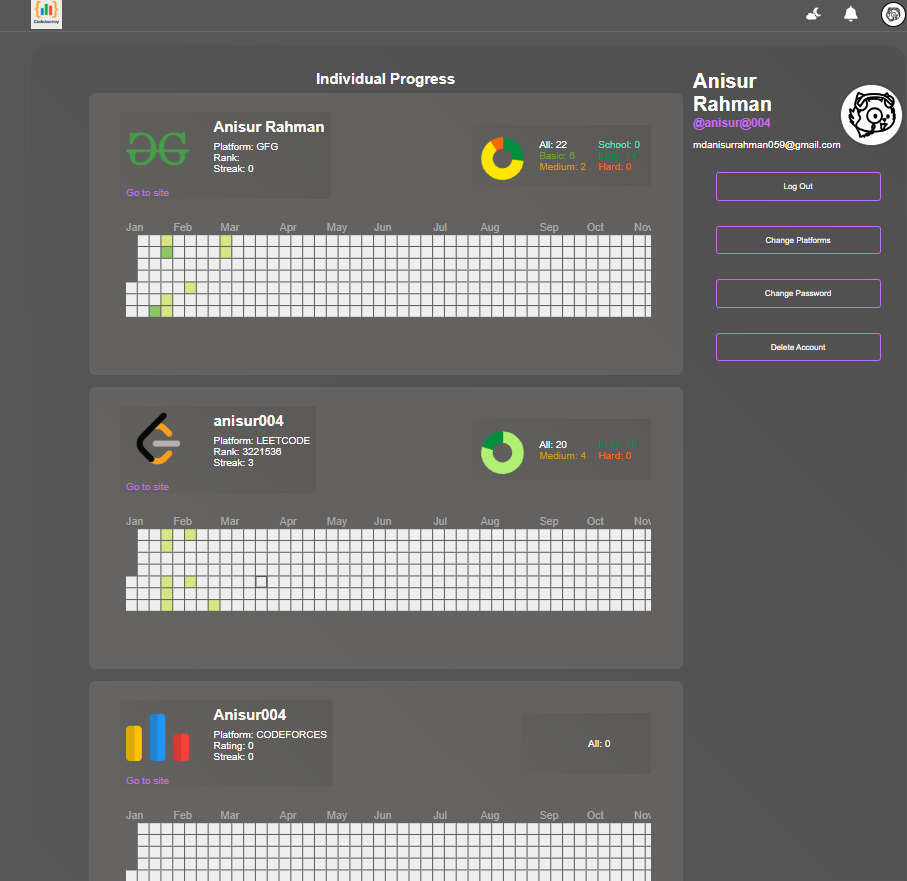 CodeJourney
Individual Progress
Anisur Rahman
Platform: GFG
Rank:
Streak: 0
Go to site
All: 22
School: 0
Basic: 6
Medium: 2
Hard: 0
Jan Feb Mar Apr May Jun Jul Aug Sep Oct Nov
anisur004
Platform: LEETCODE
Rank: 3221536
Streak: 3
Go to site
All: 20
Medium: 4
Hard: 0
Jan Feb Mar Apr May Jun Jul Aug Sep Oct Nov
Anisur004
Platform: CODEFORCES
Rating: 0
Streak: 0
Go to site
All: 0
Jan Feb Mar Apr May Jun Jul Aug Sep Oct Nov
Anisur
Rahman
@anisur@004
mdanisurrahman059@gmail.com
Log Out
Change Platforms
Change Password
Delete Account